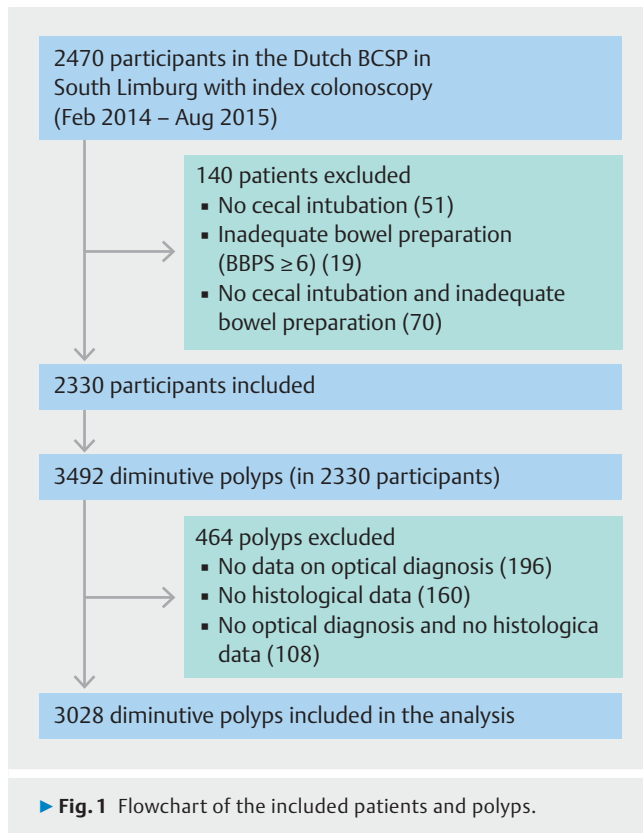 2470 participants in the Dutch BCSP in
South Limburg with index colonoscopy
(Feb 2014 – Aug 2015)
140 patients excluded
▪ No cecal intubation (51)
▪ Inadequate bowel preparation
(BBPS ≥ 6) (19)
▪ No cecal intubation and inadequate
bowel preparation (70)
2330 participants included
3492 diminutive polyps (in 2330 participants)
464 polyps excluded
▪ No data on optical diagnosis (196)
▪ No histological data (160)
▪ No optical diagnosis and no histologica
data (108)
3028 diminutive polyps included in the analysis
▶ Fig. 1 Flowchart of the included patients and polyps.